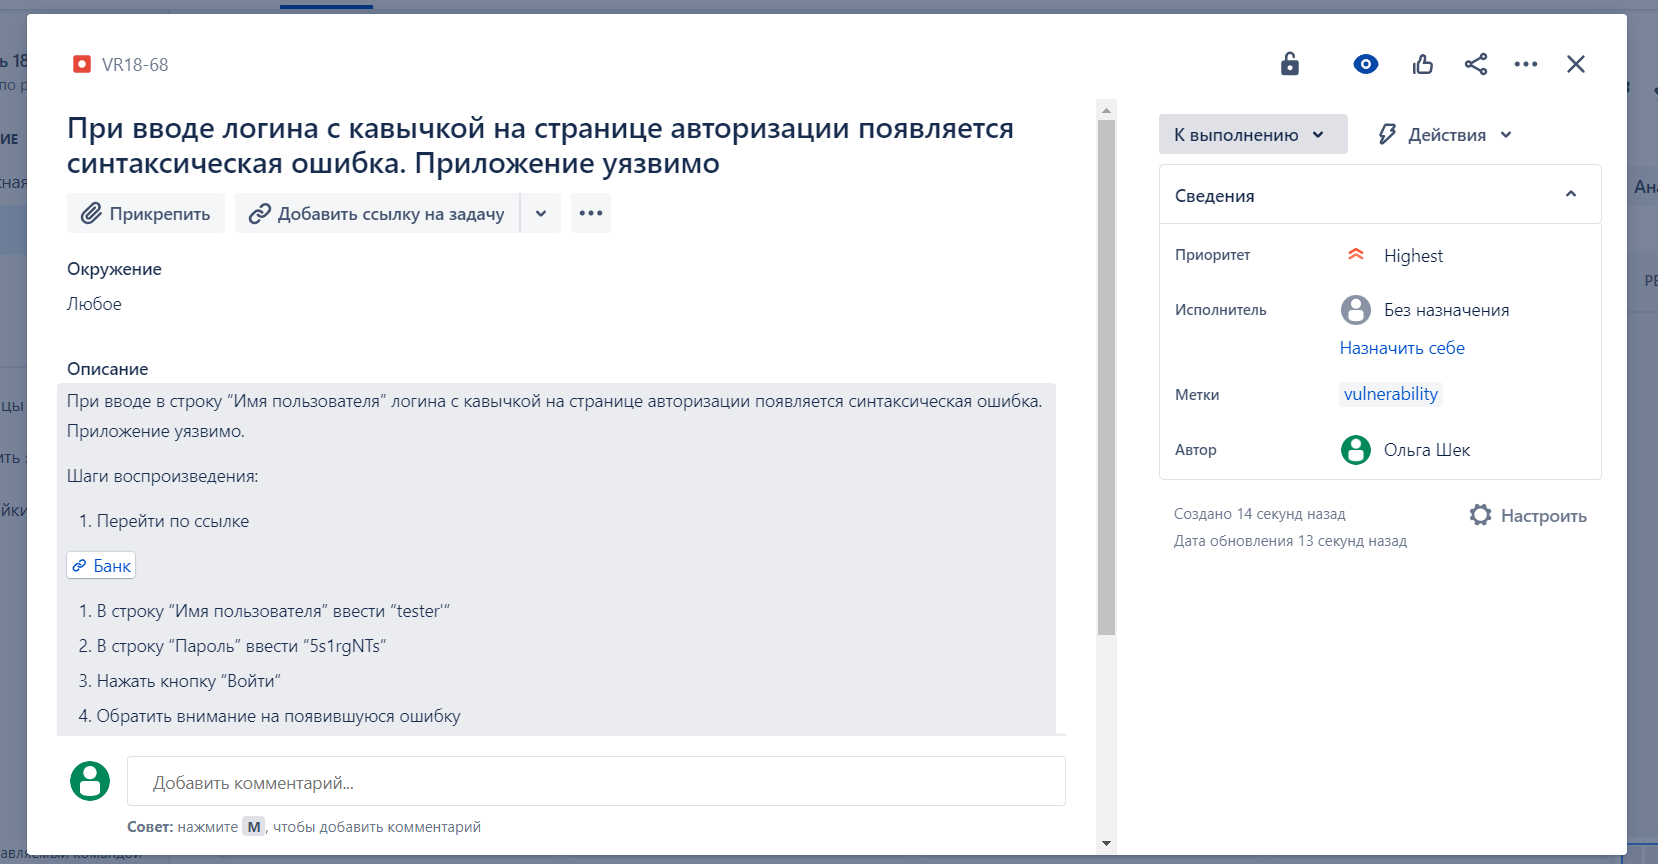 VR18-68
При вводе логина с кавычкой на странице авторизации появляется
синтаксическая ошибка. Приложение уязвимо
Прикрепить
Добавить ссылку на задачу
Окружение
Любое
Описание
При вводе в строку “Имя пользователя” логина с кавычкой на странице авторизации появляется синтаксическая ошибка.
Приложение уязвимо.
Шаги воспроизведения:
1. Перейти по ссылке
Банк
1. В строку “Имя пользователя” ввести “tester'“
2. В строку “Пароль” ввести “5s1rgNTs“
3. Нажать кнопку “Войти“
4. Обратить внимание на появившуюся ошибку
Добавить комментарий...
Совет: нажмите M, чтобы добавить комментарий
К выполнению
Действия
Сведения
Приоритет Highest
Исполнитель Без назначения
Назначить себе
Метки vulnerability
Автор Ольга Шек
Создано 14 секунд назад
Настроить
Дата обновления 13 секунд назад